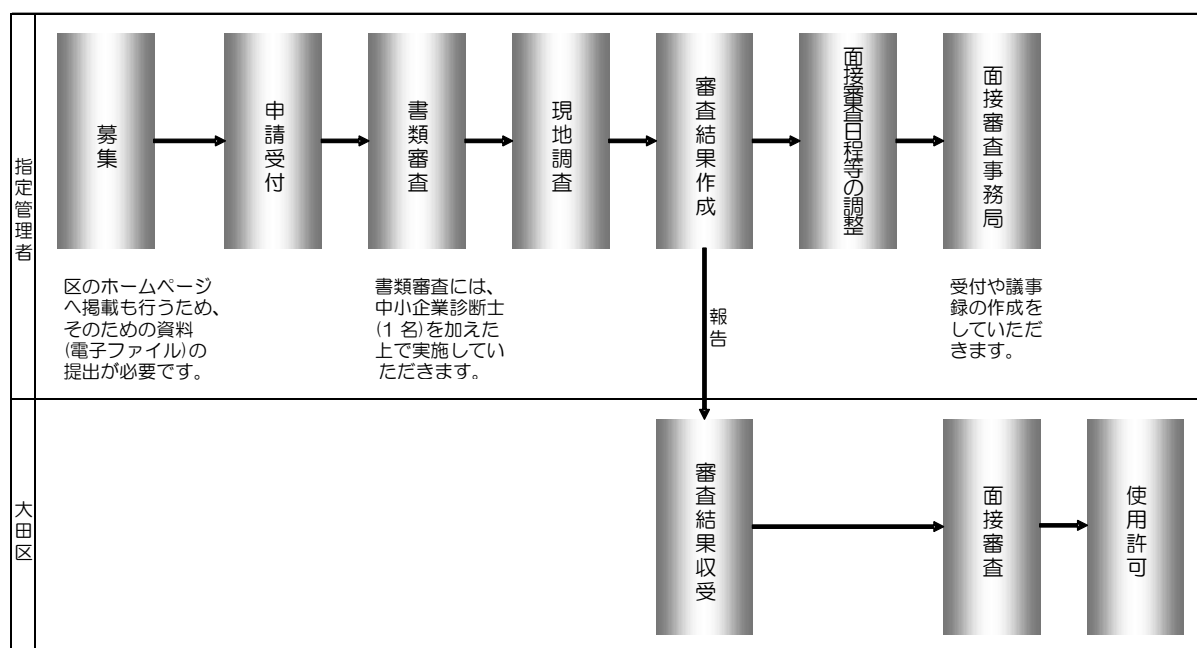 指定管理者
募集
申請受付
書類審査
現地調査
審査結果作成
面接審査日程等の調整
面接審査事務局
区のホームページ
へ掲載も行うため、
そのための資料
(電子ファイル)の
提出が必要です。
書類審査には、
中小企業診断士
(1 名)を加えた
上で実施してい
ただきます。
報告
受付や議事
録の作成を
していただ
きます。
大田区
審査結果収受
面接審査
使用許可